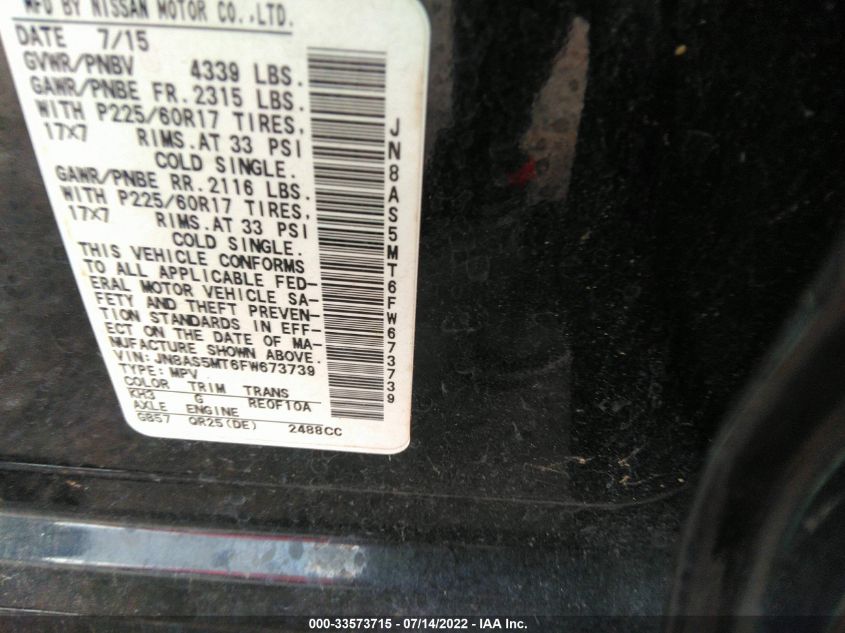 MFD BY NISSAN MOTOR CO.,LTD.
DATE 7/15
GVWR/PNBV 4339 LBS.
GAWR/PNBE FR. 2315 LBS.
WITH P225/60R17 TIRES,
17X7 RIMS.AT 33 PSI
COLD SINGLE.
GAWR/PNBE RR. 2116 LBS.
WITH P225/60R17 TIRES,
17X7 RIMS.AT 33 PSI
COLD SINGLE.
THIS VEHICLE CONFORMS
TO ALL APPLICABLE FED-
ERAL MOTOR VEHICLE SA-
FETY AND THEFT PREVEN-
TION STANDARDS IN EFF-
ECT ON THE DATE OF MA-
NUFACTURE SHOWN ABOVE.
VIN: JN8AS5MT6FW673739
TYPE: MPV
COLOR TRIM TRANS
KH3 G RE0F10A
AXLE ENGINE
GB57 QR25(DE) 2488CC
JN8AS5MT6FW673739
000-33573715 - 07/14/2022 - IAA Inc.